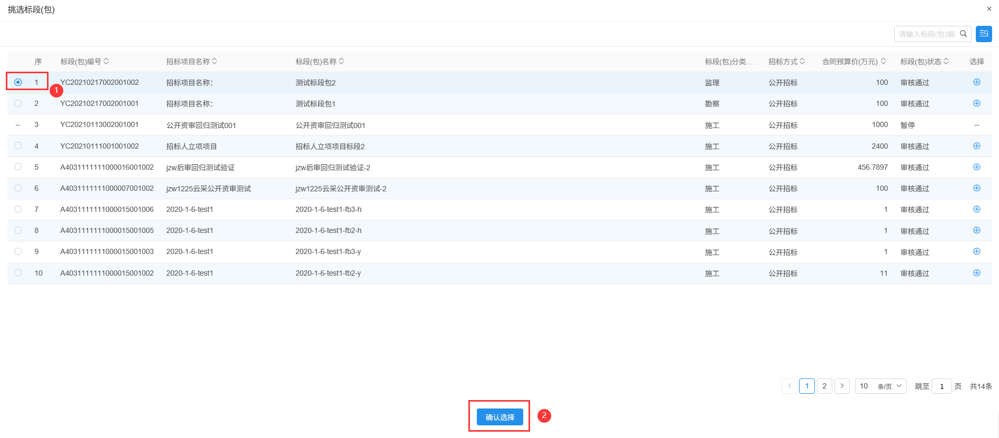 挑选标段(包)
请输入标段(包)编
序 标段(包)编号 招标项目名称 标段(包)名称 标段(包)分类... 招标方式 合同预算价(万元) 标段(包)状态 选择
1 YC20210217002001002 招标项目名称: 测试标段包2 监理 公开招标 100 审核通过
1
2 YC20210217002001001 招标项目名称: 测试标段包1 勘察 公开招标 100 审核通过
-- 3 YC20210113002001001 公开资审回归测试001 公开资审回归测试001 施工 公开招标 1000 暂停 --
4 YC20210111001001002 招标人立项项目 招标人立项项目标段2 施工 公开招标 2400 审核通过
5 A4031111111000016001002 jzw后审回归测试验证 jzw后审回归测试验证-2 施工 公开招标 456.7897 审核通过
6 A4031111111000007001002 jzw1225云采公开资审测试 jzw1225云采公开资审测试-2 施工 公开招标 100 审核通过
7 A4031111111000015001006 2020-1-6-test1 2020-1-6-test1-fb3-h 施工 公开招标 1 审核通过
8 A4031111111000015001005 2020-1-6-test1 2020-1-6-test1-fb2-h 施工 公开招标 1 审核通过
9 A4031111111000015001003 2020-1-6-test1 2020-1-6-test1-fb3-y 施工 公开招标 1 审核通过
10 A4031111111000015001002 2020-1-6-test1 2020-1-6-test1-fb2-y 施工 公开招标 11 审核通过
1 2 10 条/页 跳至 1 页 共14条
确认选择 2